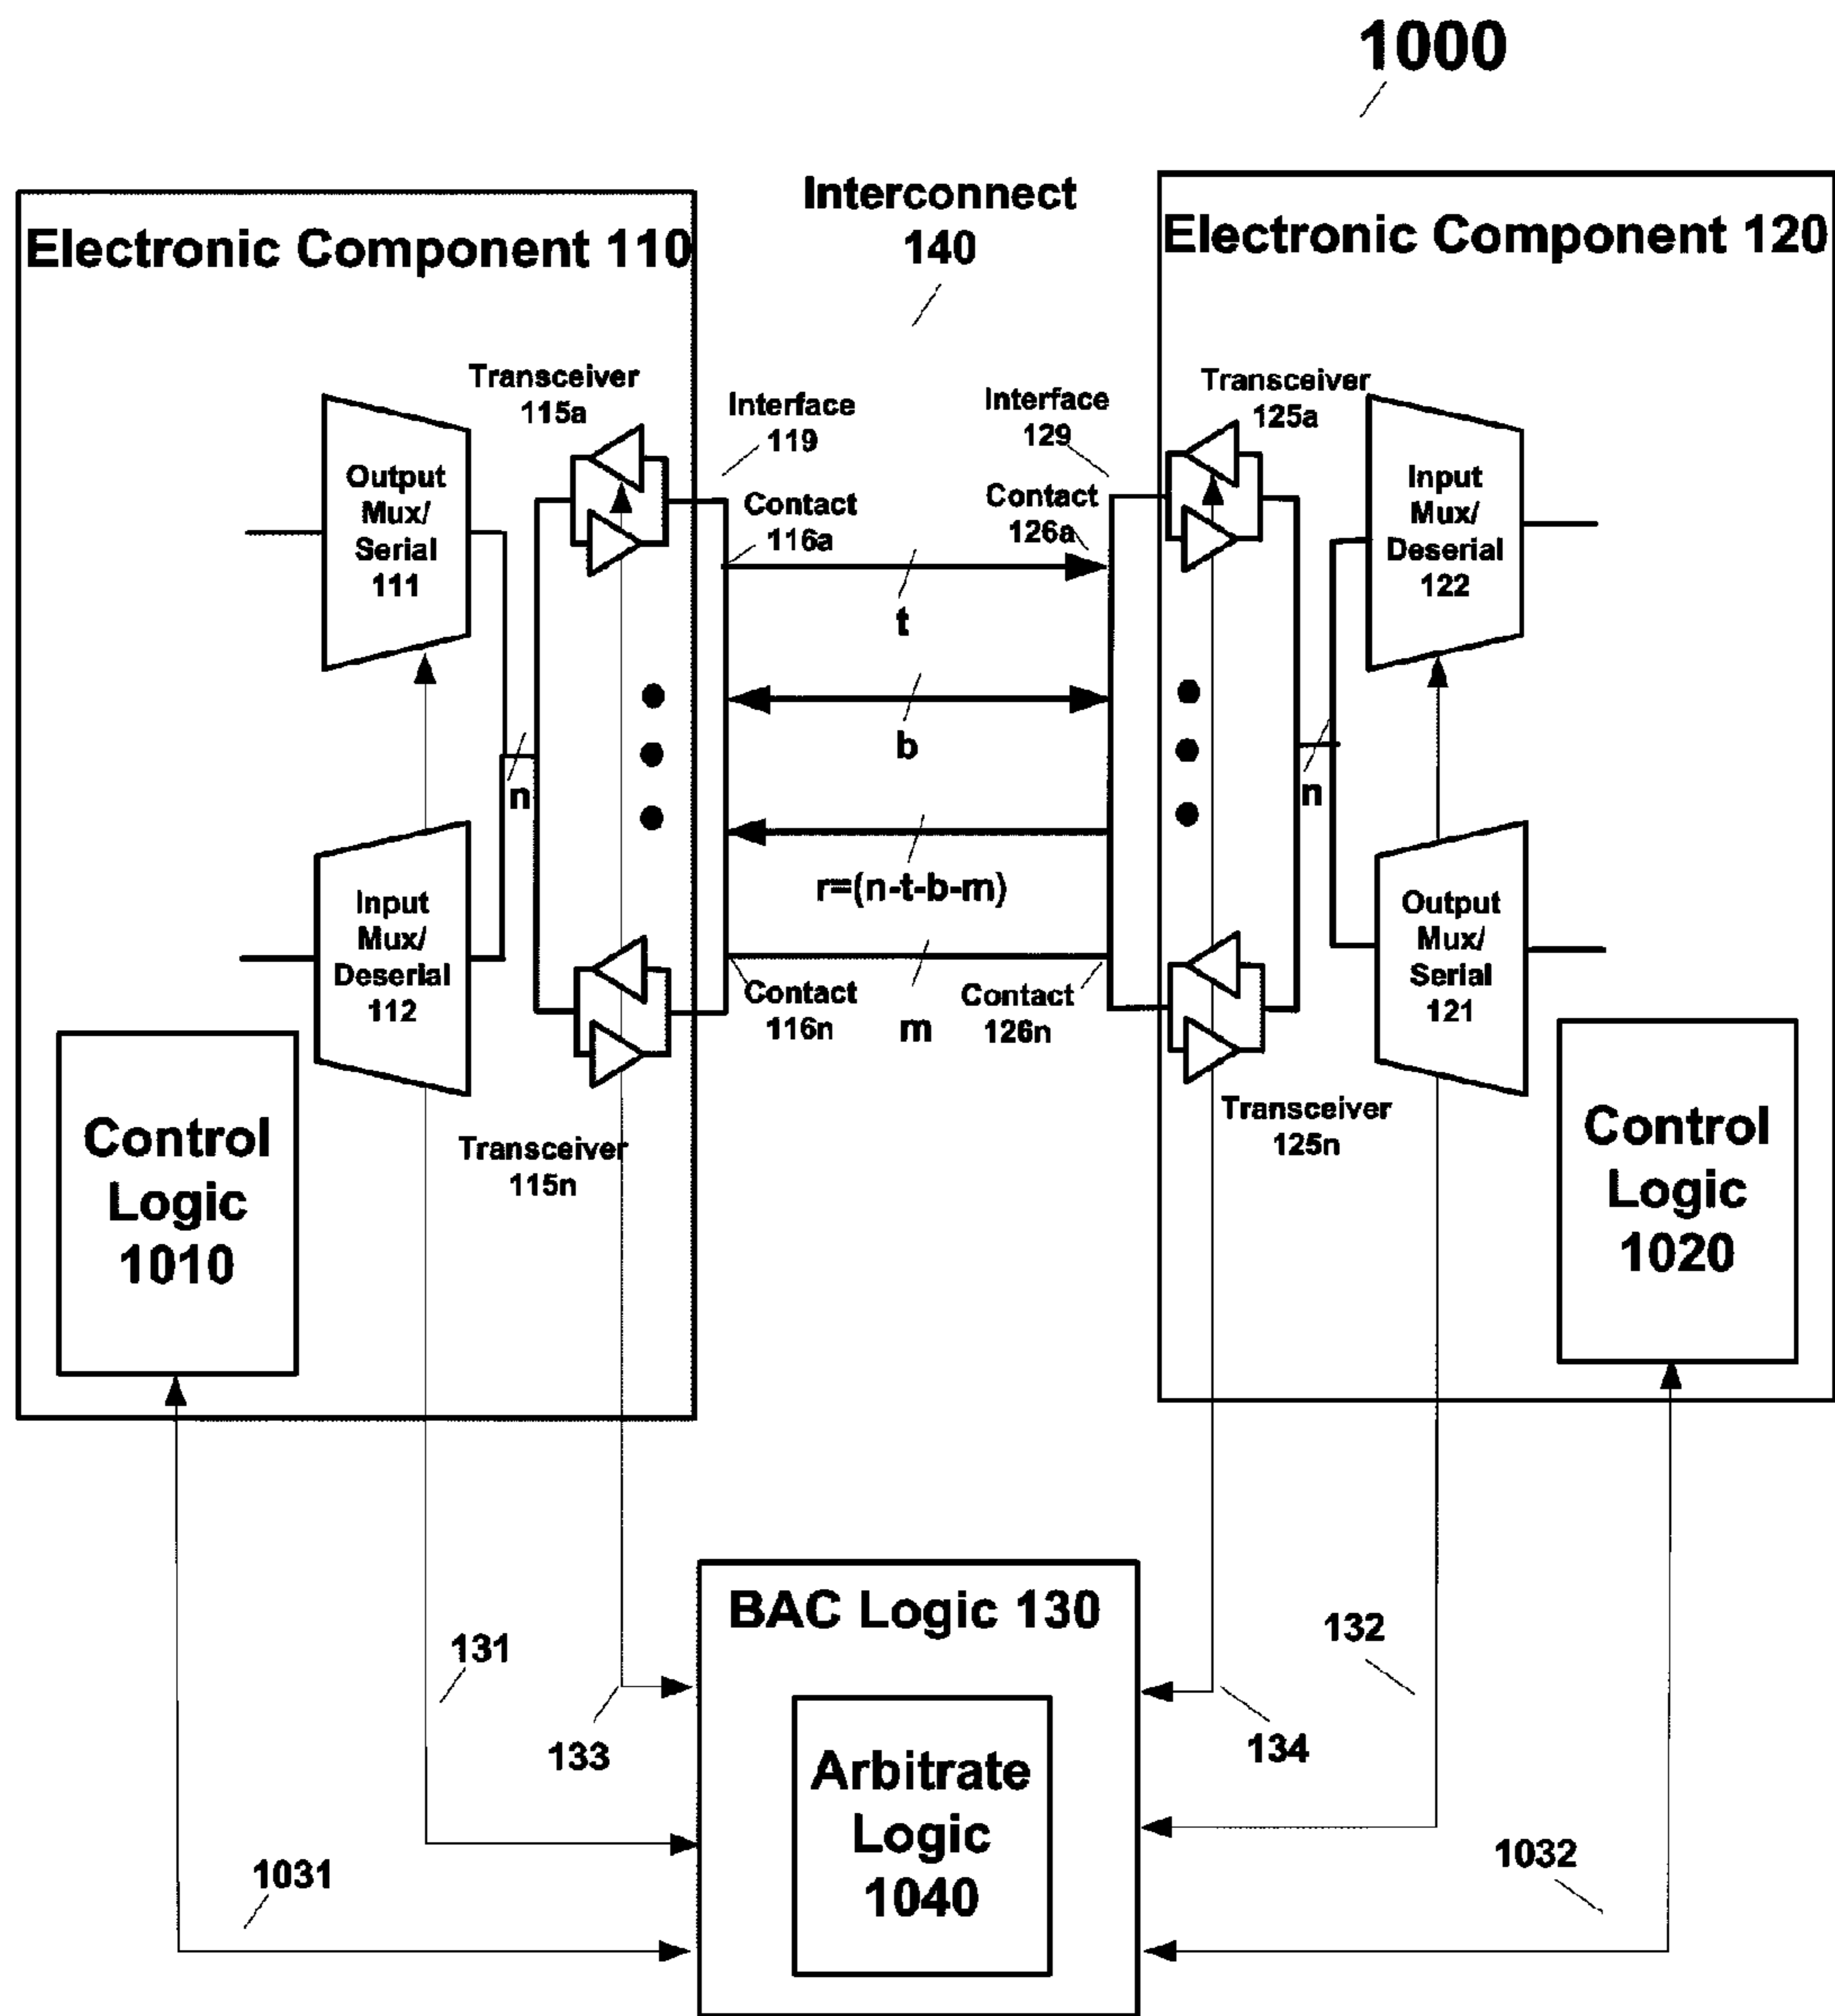 1000
Interconnect
140
Electronic Component 110
Electronic Component 120
Transceiver
115a
Interface
119
Interface
129
Transceiver
125a
Output
Mux/
Serial
111
Contact
116a
Contact
126a
Input
Mux/
Deserial
122
t
b
n
n
r=(n-t-b-m)
Input
Mux/
Deserial
112
Output
Mux/
Serial
121
Contact
116n
m
Contact
126n
Transceiver
115n
Transceiver
125n
Control
Logic
1010
Control
Logic
1020
BAC Logic 130
131
132
133
134
Arbitrate
Logic
1040
1031
1032